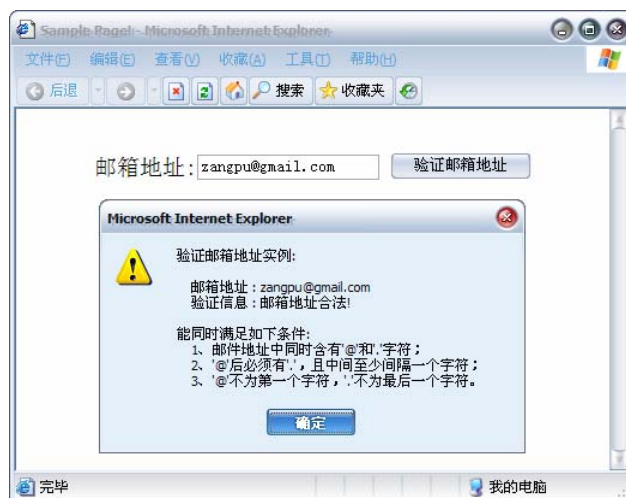 Sample Page! - Microsoft Internet Explorer
文件(F) 编辑(E) 查看(V) 收藏(A) 工具(T) 帮助(H)
后退 搜索 收藏夹
邮箱地址: zangpu@gmail.com 验证邮箱地址
Microsoft Internet Explorer
验证邮箱地址实例:
邮箱地址 : zangpu@gmail.com
验证信息 : 邮箱地址合法!
能同时满足如下条件:
1、邮件地址中同时含有'@'和'.'字符；
2、'@'后必须有'.'，且中间至少间隔一个字符；
3、'@'不为第一个字符，'.'不为最后一个字符。
确定
完毕 我的电脑